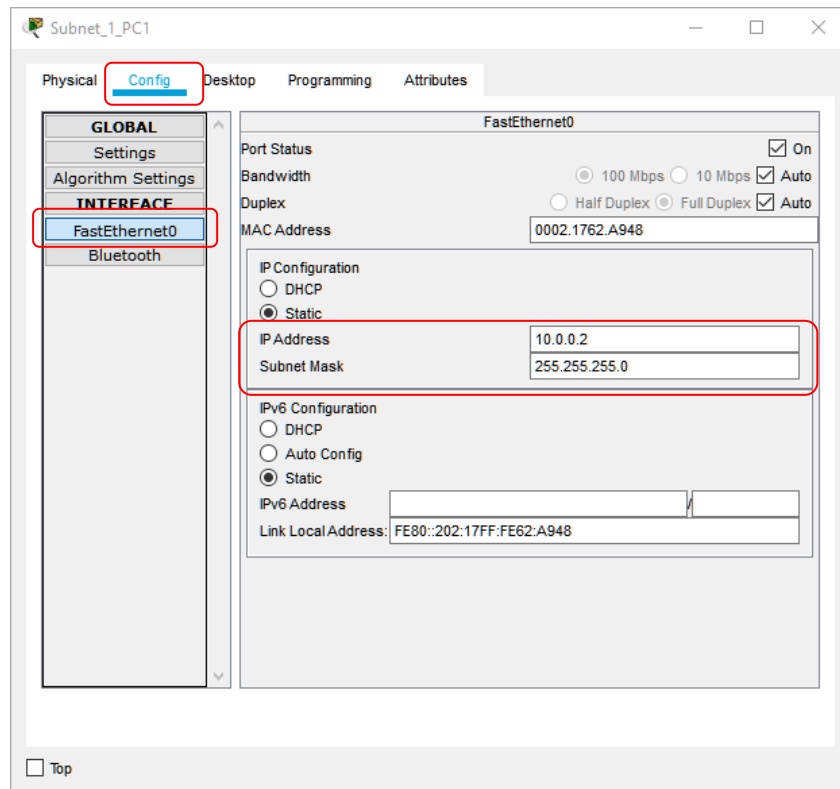 Subnet_1_PC1
Physical Config Desktop Programming Attributes
GLOBAL
Settings
Algorithm Settings
INTERFACE
FastEthernet0
Bluetooth
FastEthernet0
Port Status On
Bandwidth 100 Mbps 10 Mbps Auto
Duplex Half Duplex Full Duplex Auto
MAC Address 0002.1762.A948
IP Configuration
DHCP
Static
IP Address 10.0.0.2
Subnet Mask 255.255.255.0
IPv6 Configuration
DHCP
Auto Config
Static
IPv6 Address /
Link Local Address: FE80::202:17FF:FE62:A948
Top